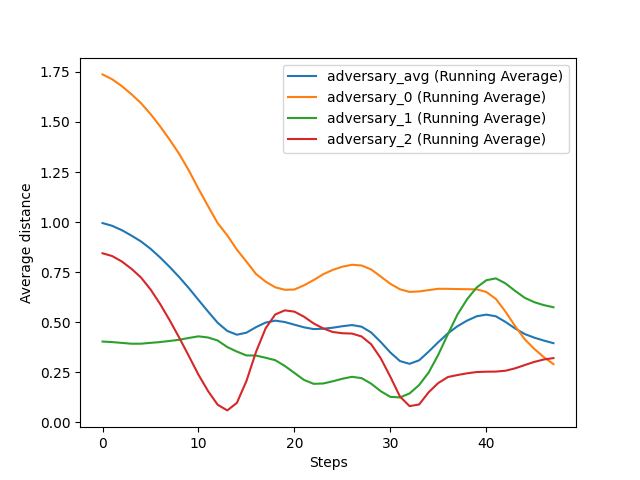 1.75
1.50
1.25
1.00
0.75
0.50
0.25
0.00
Average distance
adversary_avg (Running Average)
adversary_0 (Running Average)
adversary_1 (Running Average)
adversary_2 (Running Average)
0 10 20 30 40
Steps